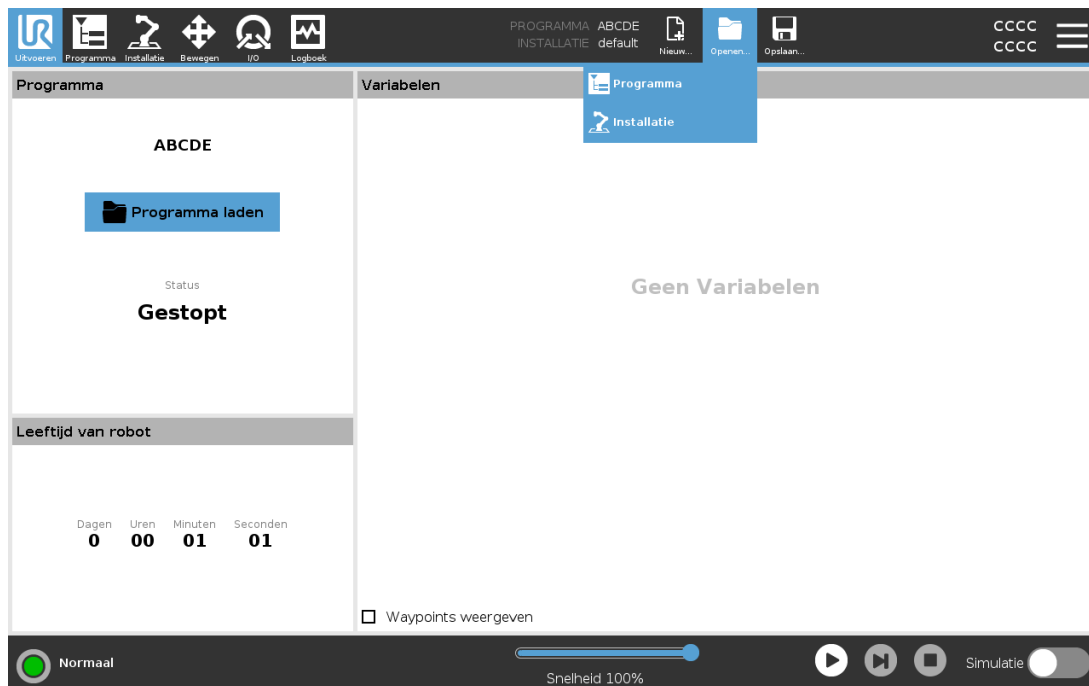 UR
Uitvoeren Programma Installatie Bewegen I/O Logboek
PROGRAMMA ABCDE
INSTALLATIE default
Nieuw... Openen... Opslaan...
CCCC
CCCC
Programma
Installatie
Programma
ABCDE
Programma laden
Status
Gestopt
Leeftijd van robot
Dagen Uren Minuten Seconden
0 00 01 01
Variabelen
Geen Variabelen
Waypoints weergeven
Normaal
Snelheid 100%
Simulatie